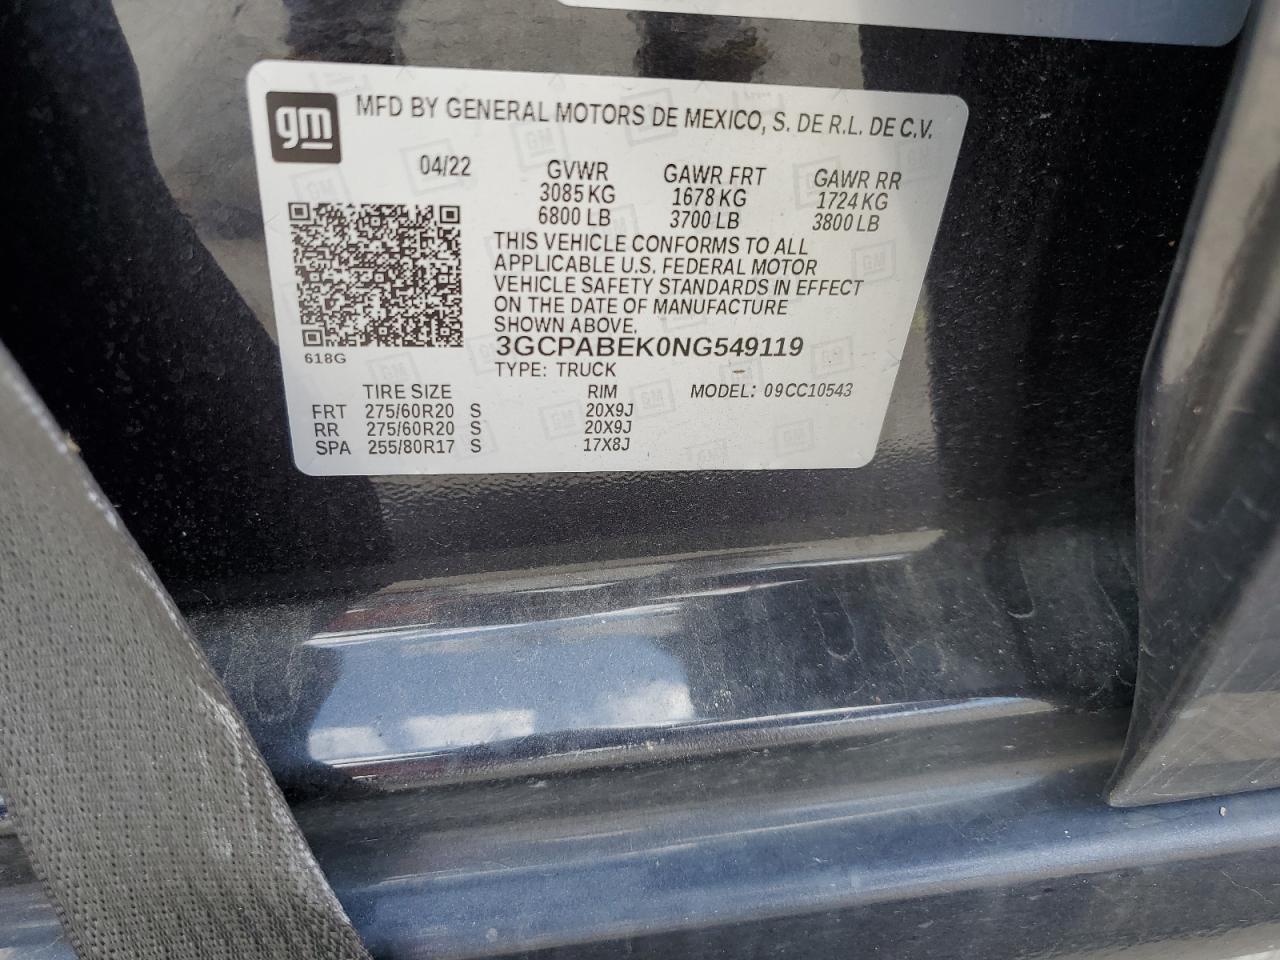 gm
MFD BY GENERAL MOTORS DE MEXICO, S. DE R.L. DE C.V.
04/22 GVWR GAWR FRT GAWR RR
3085 KG 1678 KG 1724 KG
6800 LB 3700 LB 3800 LB
THIS VEHICLE CONFORMS TO ALL
APPLICABLE U.S. FEDERAL MOTOR
VEHICLE SAFETY STANDARDS IN EFFECT
ON THE DATE OF MANUFACTURE
SHOWN ABOVE.
3GCPABEK0NG549119
618G
TYPE: TRUCK
TIRE SIZE RIM MODEL: 09CC10543
FRT 275/60R20 S 20X9J
RR 275/60R20 S 20X9J
SPA 255/80R17 S 17X8J